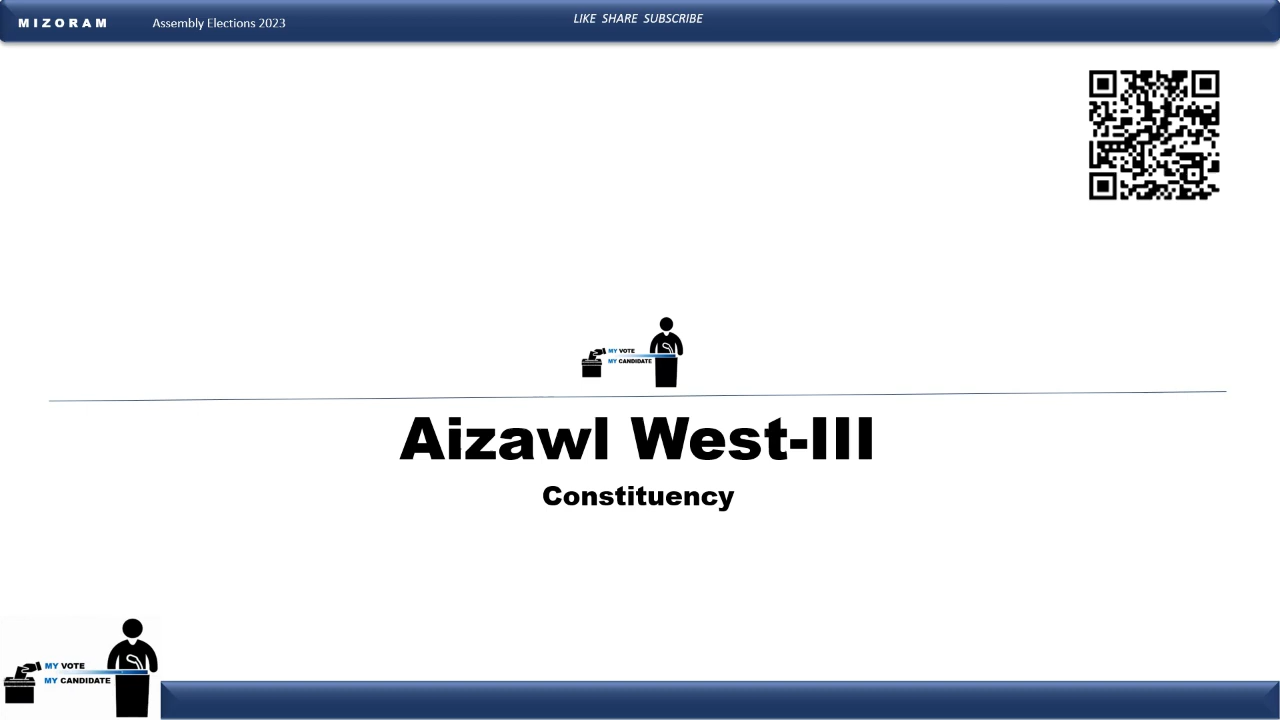 MIZORAM
Assembly Elections 2023
LIKE SHARE SUBSCRIBE
MY VOTE
MY CANDIDATE
Aizawl West-III
Constituency
MY VOTE
MY CANDIDATE